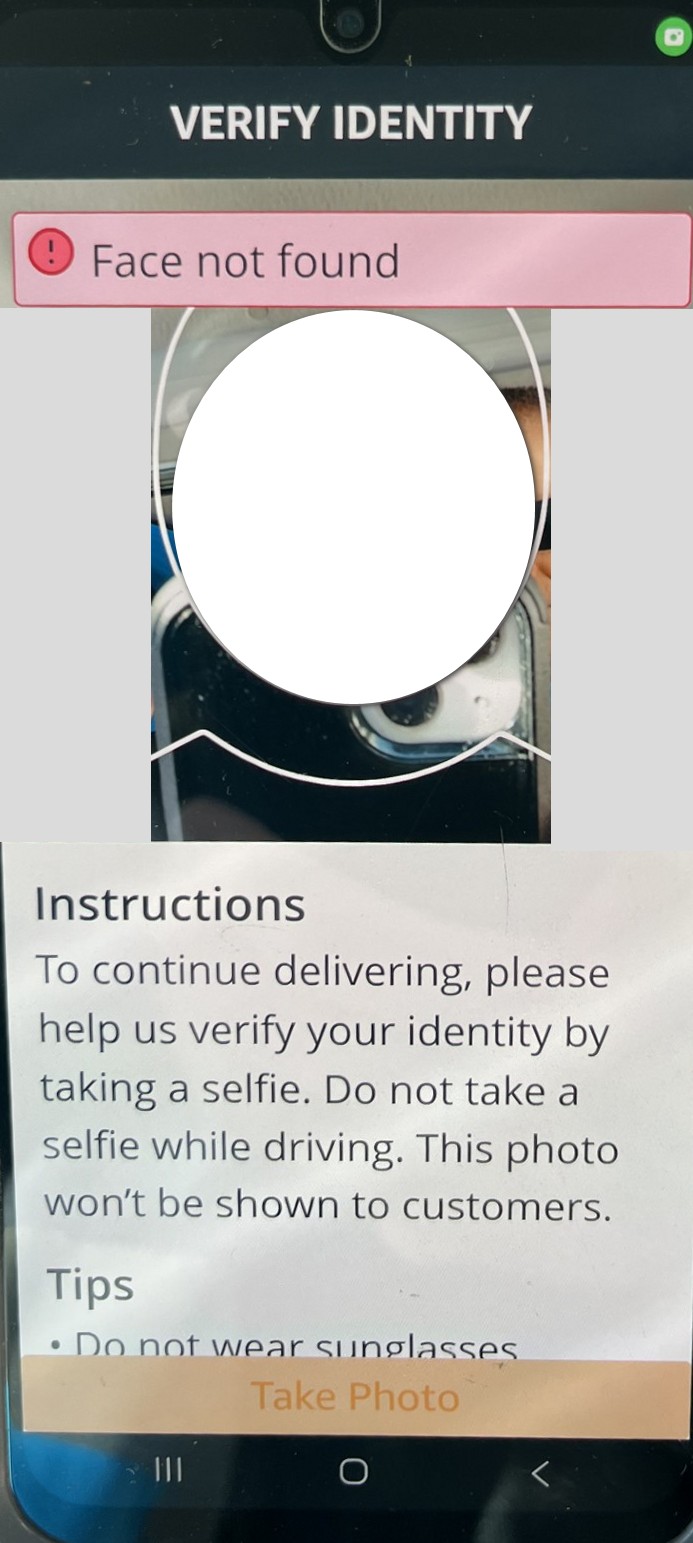 VERIFY IDENTITY
Face not found
Instructions
To continue delivering, please
help us verify your identity by
taking a selfie. Do not take a
selfie while driving. This photo
won't be shown to customers.
Tips
• Do not wear sunglasses
Take Photo